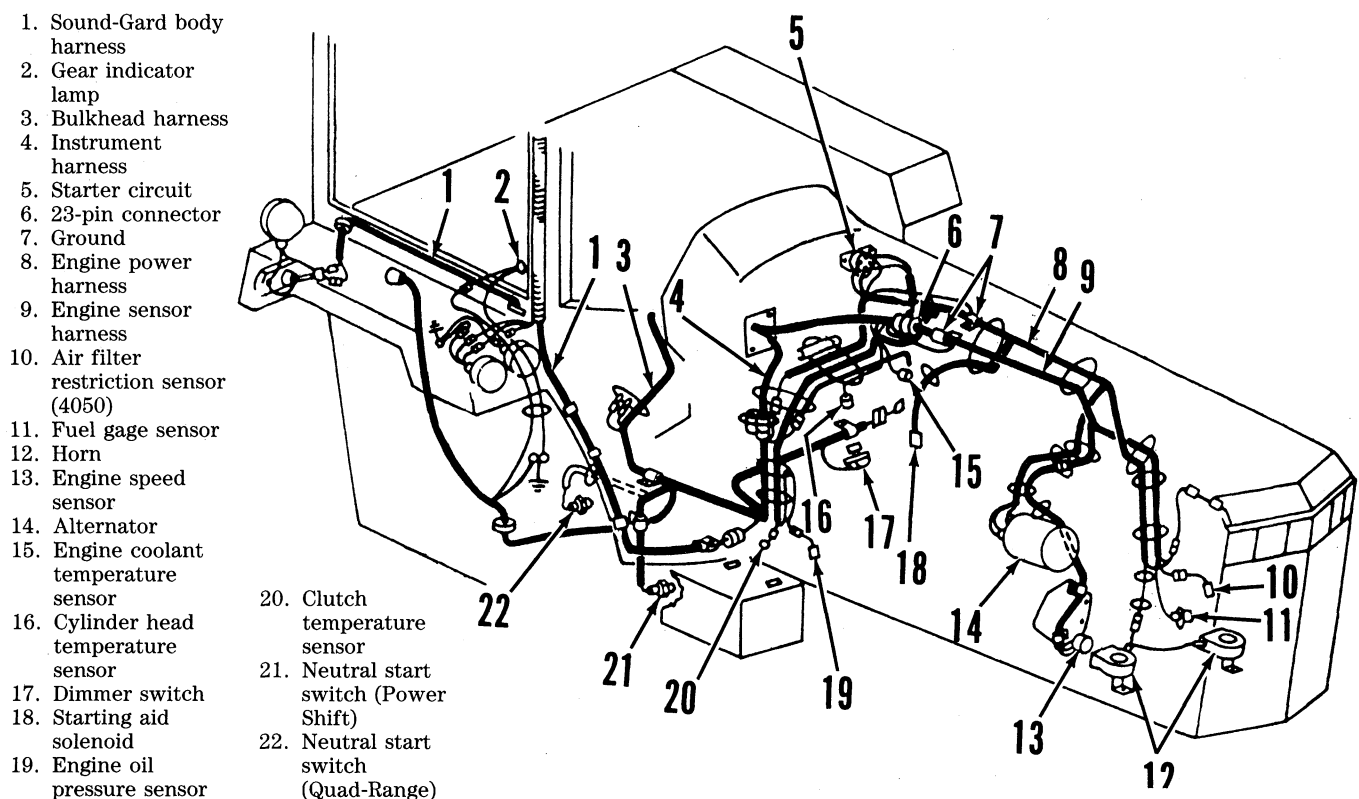 1. Sound-Gard body
harness
2. Gear indicator
lamp
3. Bulkhead harness
4. Instrument
harness
5. Starter circuit
6. 23-pin connector
7. Ground
8. Engine power
harness
9. Engine sensor
harness
10. Air filter
restriction sensor
(4050)
11. Fuel gage sensor
12. Horn
13. Engine speed
sensor
14. Alternator
15. Engine coolant
temperature
sensor
16. Cylinder head
temperature
sensor
17. Dimmer switch
18. Starting aid
solenoid
19. Engine oil
pressure sensor
20. Clutch
temperature
sensor
21. Neutral start
switch (Power
Shift)
22. Neutral start
switch
(Quad-Range)
5
1
2
1
3
4
6
7
8
9
15
16
17
18
22
21
20
19
14
13
10
11
12